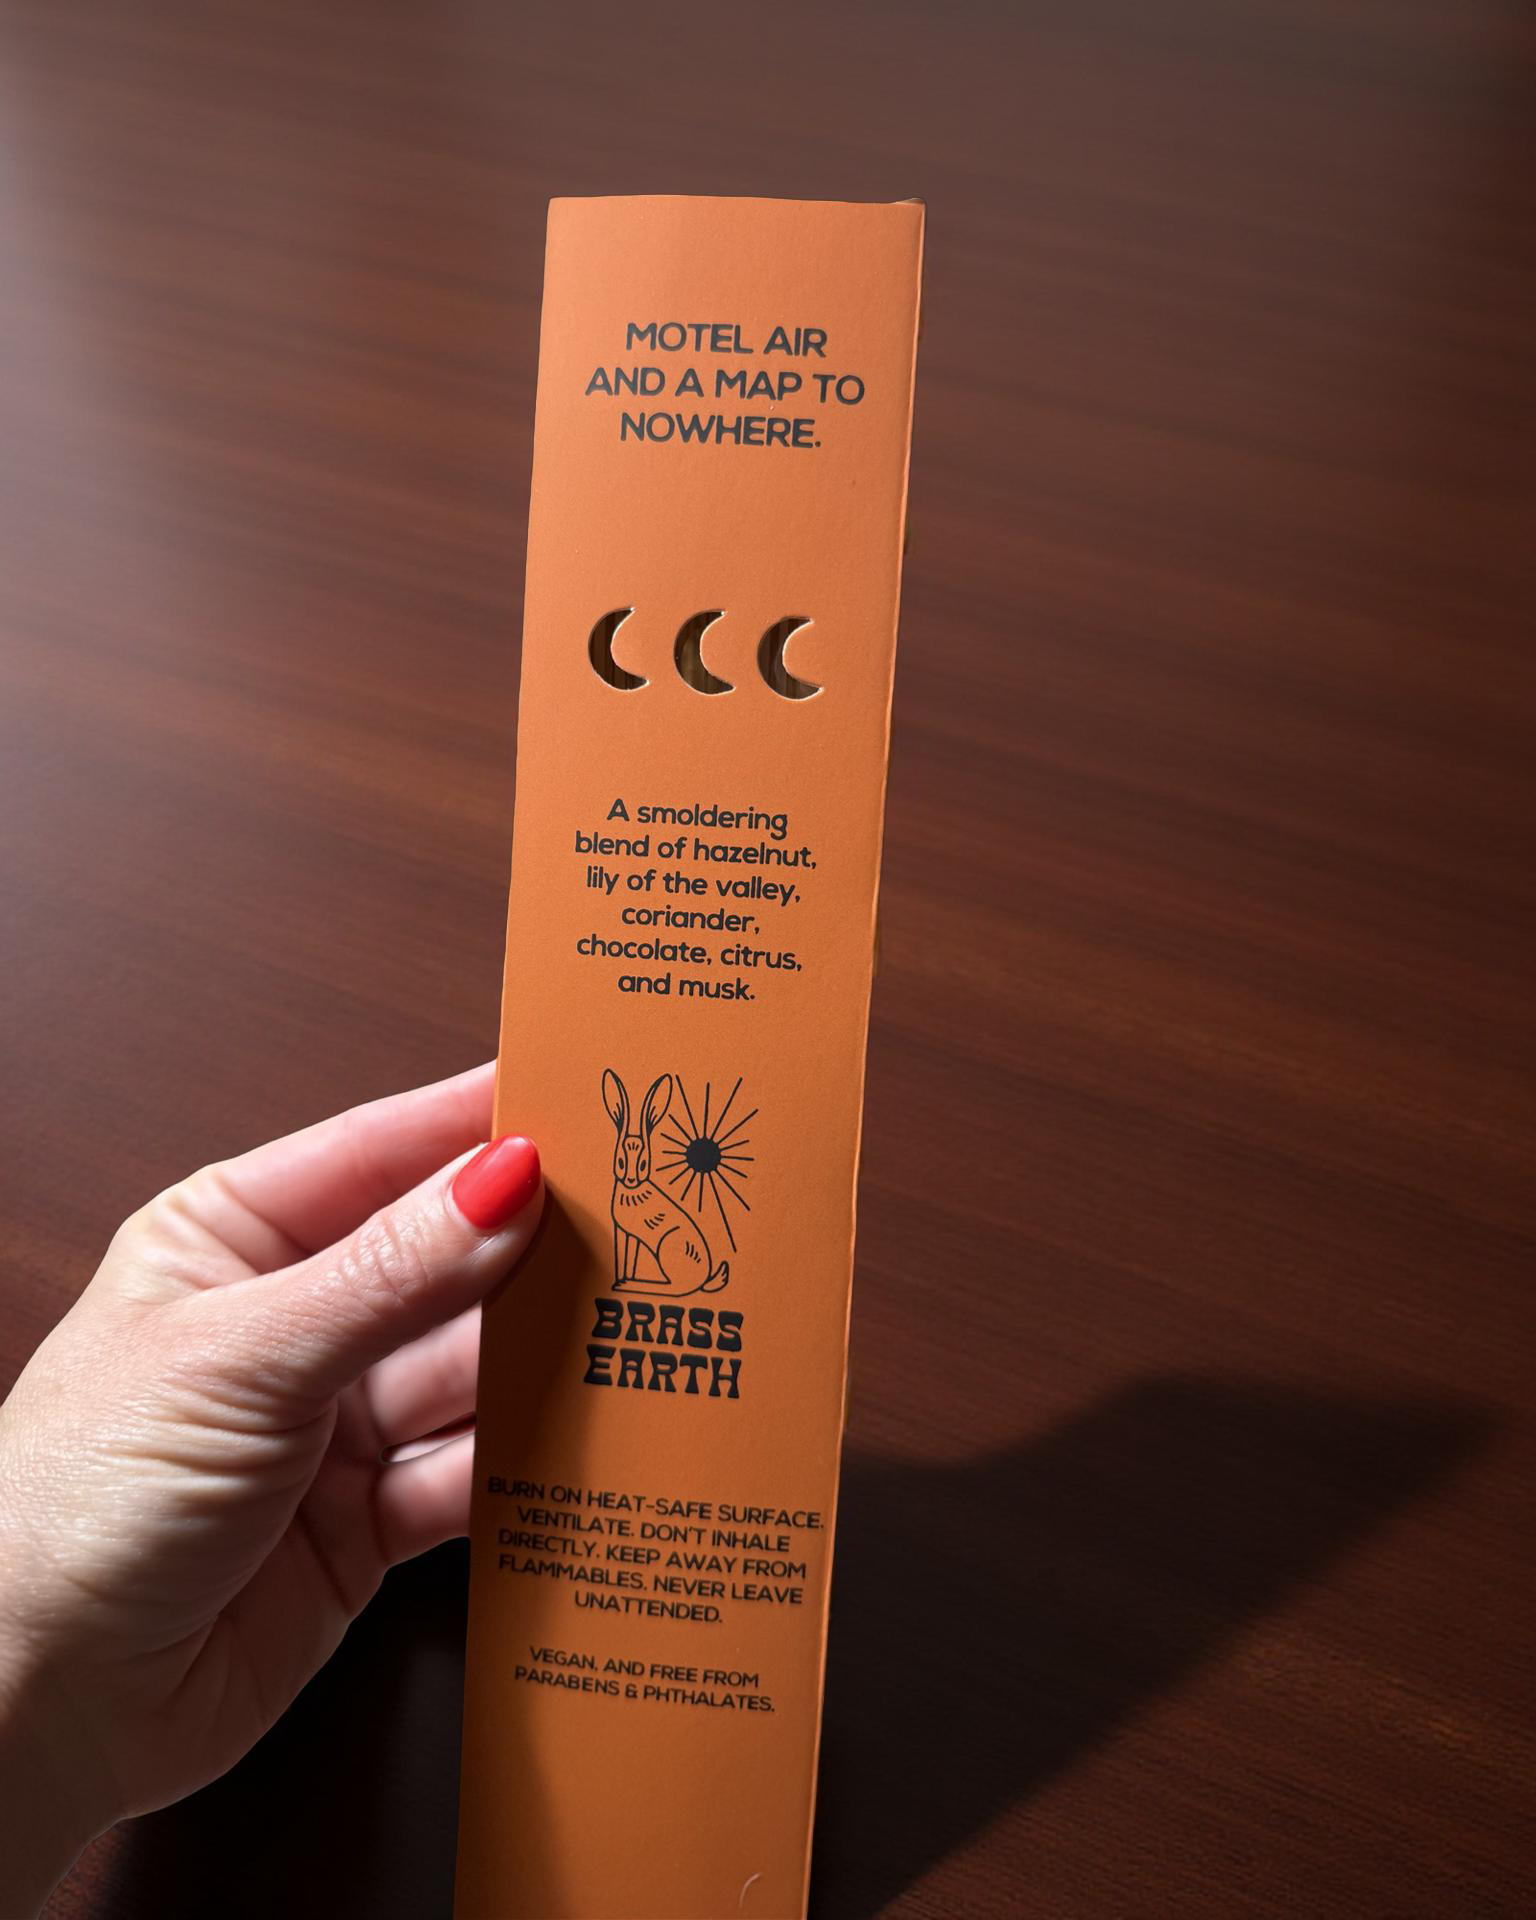 MOTEL AIR
AND A MAP TO
NOWHERE.
A smoldering
blend of hazelnut,
lily of the valley,
coriander,
chocolate, citrus,
and musk.
BRASS
EARTH
BURN ON HEAT-SAFE SURFACE.
VENTILATE. DON'T INHALE
DIRECTLY. KEEP AWAY FROM
FLAMMABLES. NEVER LEAVE
UNATTENDED.
VEGAN, AND FREE FROM
PARABENS & PHTHALATES.